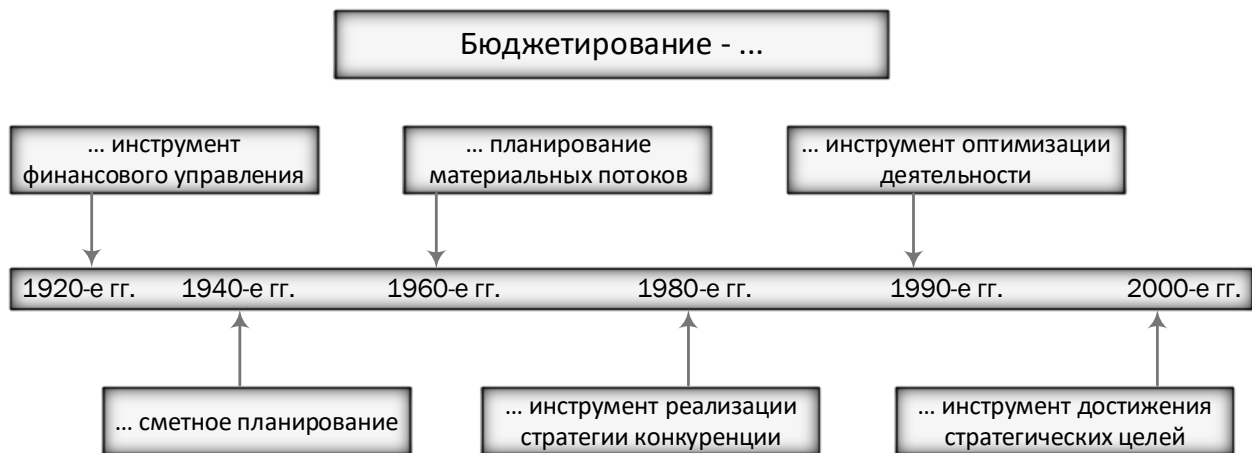 Бюджетирование - ...
... инструмент
финансового управления
... планирование
материальных потоков
... инструмент оптимизации
деятельности
1920-е гг. 1940-е гг. 1960-е гг. 1980-е гг. 1990-е гг. 2000-е гг.
... сметное планирование
... инструмент реализации
стратегии конкуренции
... инструмент достижения
стратегических целей